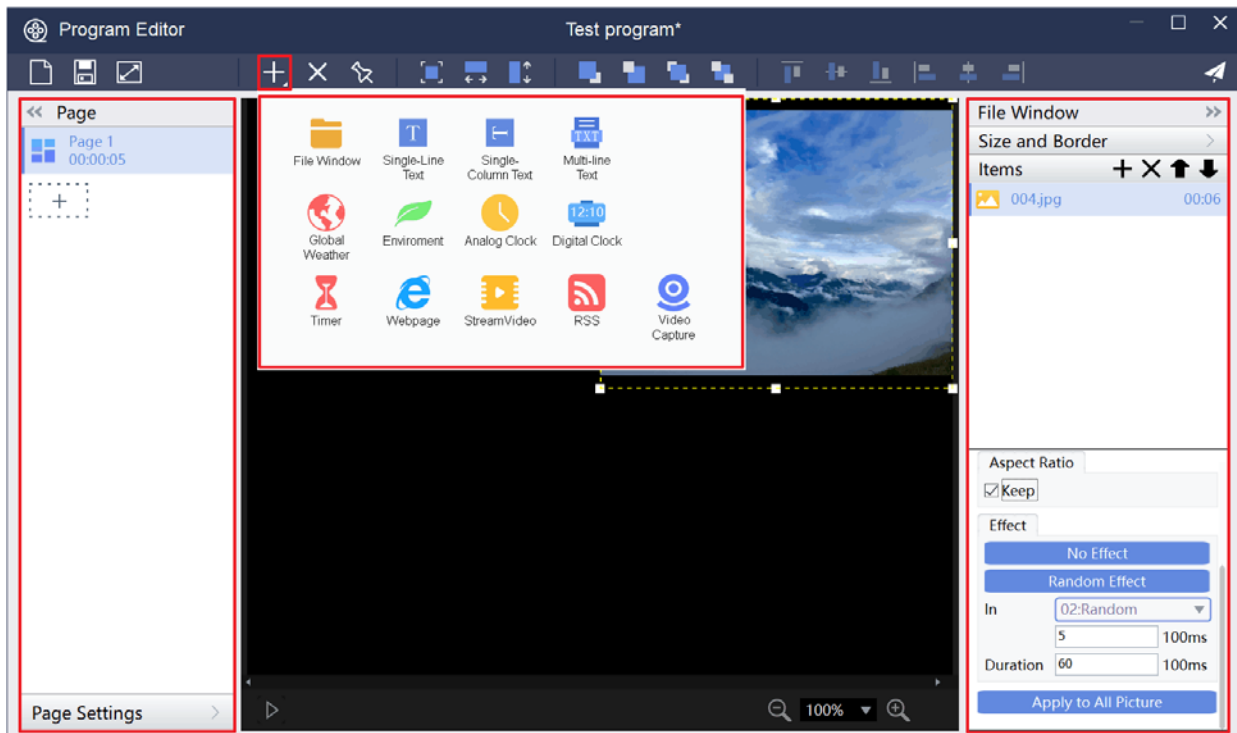 Program Editor
Test program*
Page
Page 1
00:00:05
Page Settings
File Window
Single-Line
Text
Single-
Column Text
T
TXT
Multi-line
Text
Global
Weather
Enviroment
Analog Clock
12:10
Digital Clock
Timer
Webpage
StreamVideo
RSS
Video
Capture
100%
File Window
Size and Border
Items
004.jpg 00:06
Aspect Ratio
Keep
Effect
No Effect
Random Effect
In 02:Random
5 100ms
Duration 60 100ms
Apply to All Picture